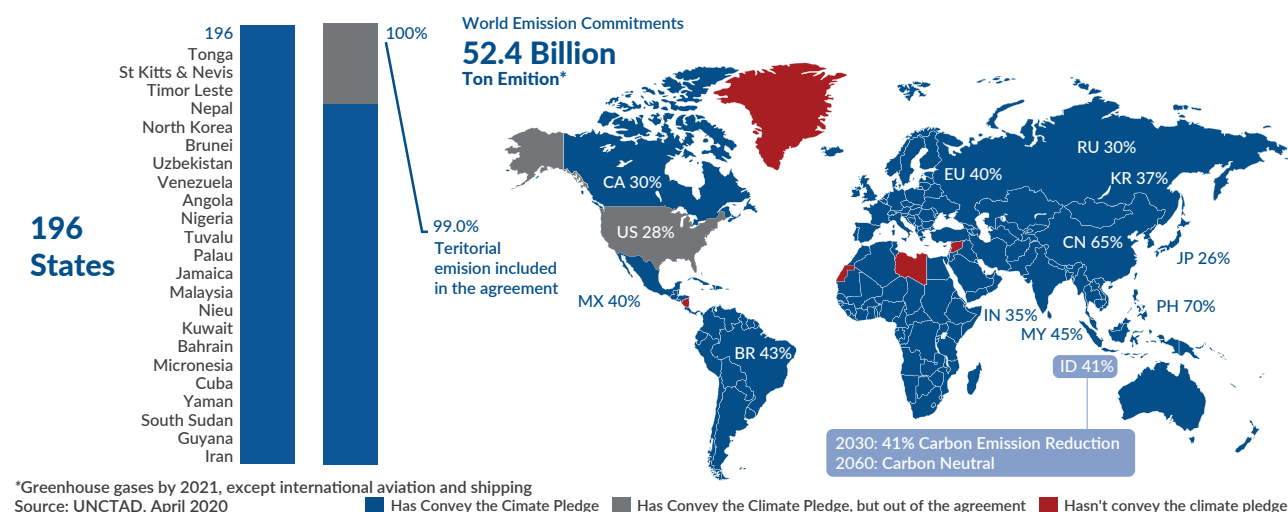 196
Tonga
St Kitts & Nevis
Timor Leste
Nepal
North Korea
Brunei
Uzbekistan
Venezuela
Angola
Nigeria
Tuvalu
Palau
Jamaica
Malaysia
Nieu
Kuwait
Bahrain
Micronesia
Cuba
Yaman
South Sudan
Guyana
Iran
196
States
100%
99.0%
Teritorial
emision included
in the agreement
World Emission Commitments
52.4 Billion
Ton Emition*
CA 30%
US 28%
MX 40%
BR 43%
EU 40%
RU 30%
KR 37%
CN 65%
JP 26%
IN 35%
PH 70%
MY 45%
ID 41%
2030: 41% Carbon Emission Reduction
2060: Carbon Neutral
*Greenhouse gases by 2021, except international aviation and shipping
Source: UNCTAD, April 2020
Has Convey the Cimate Pledge
Has Convey the Climate Pledge, but out of the agreement
Hasn't convey the climate pledge